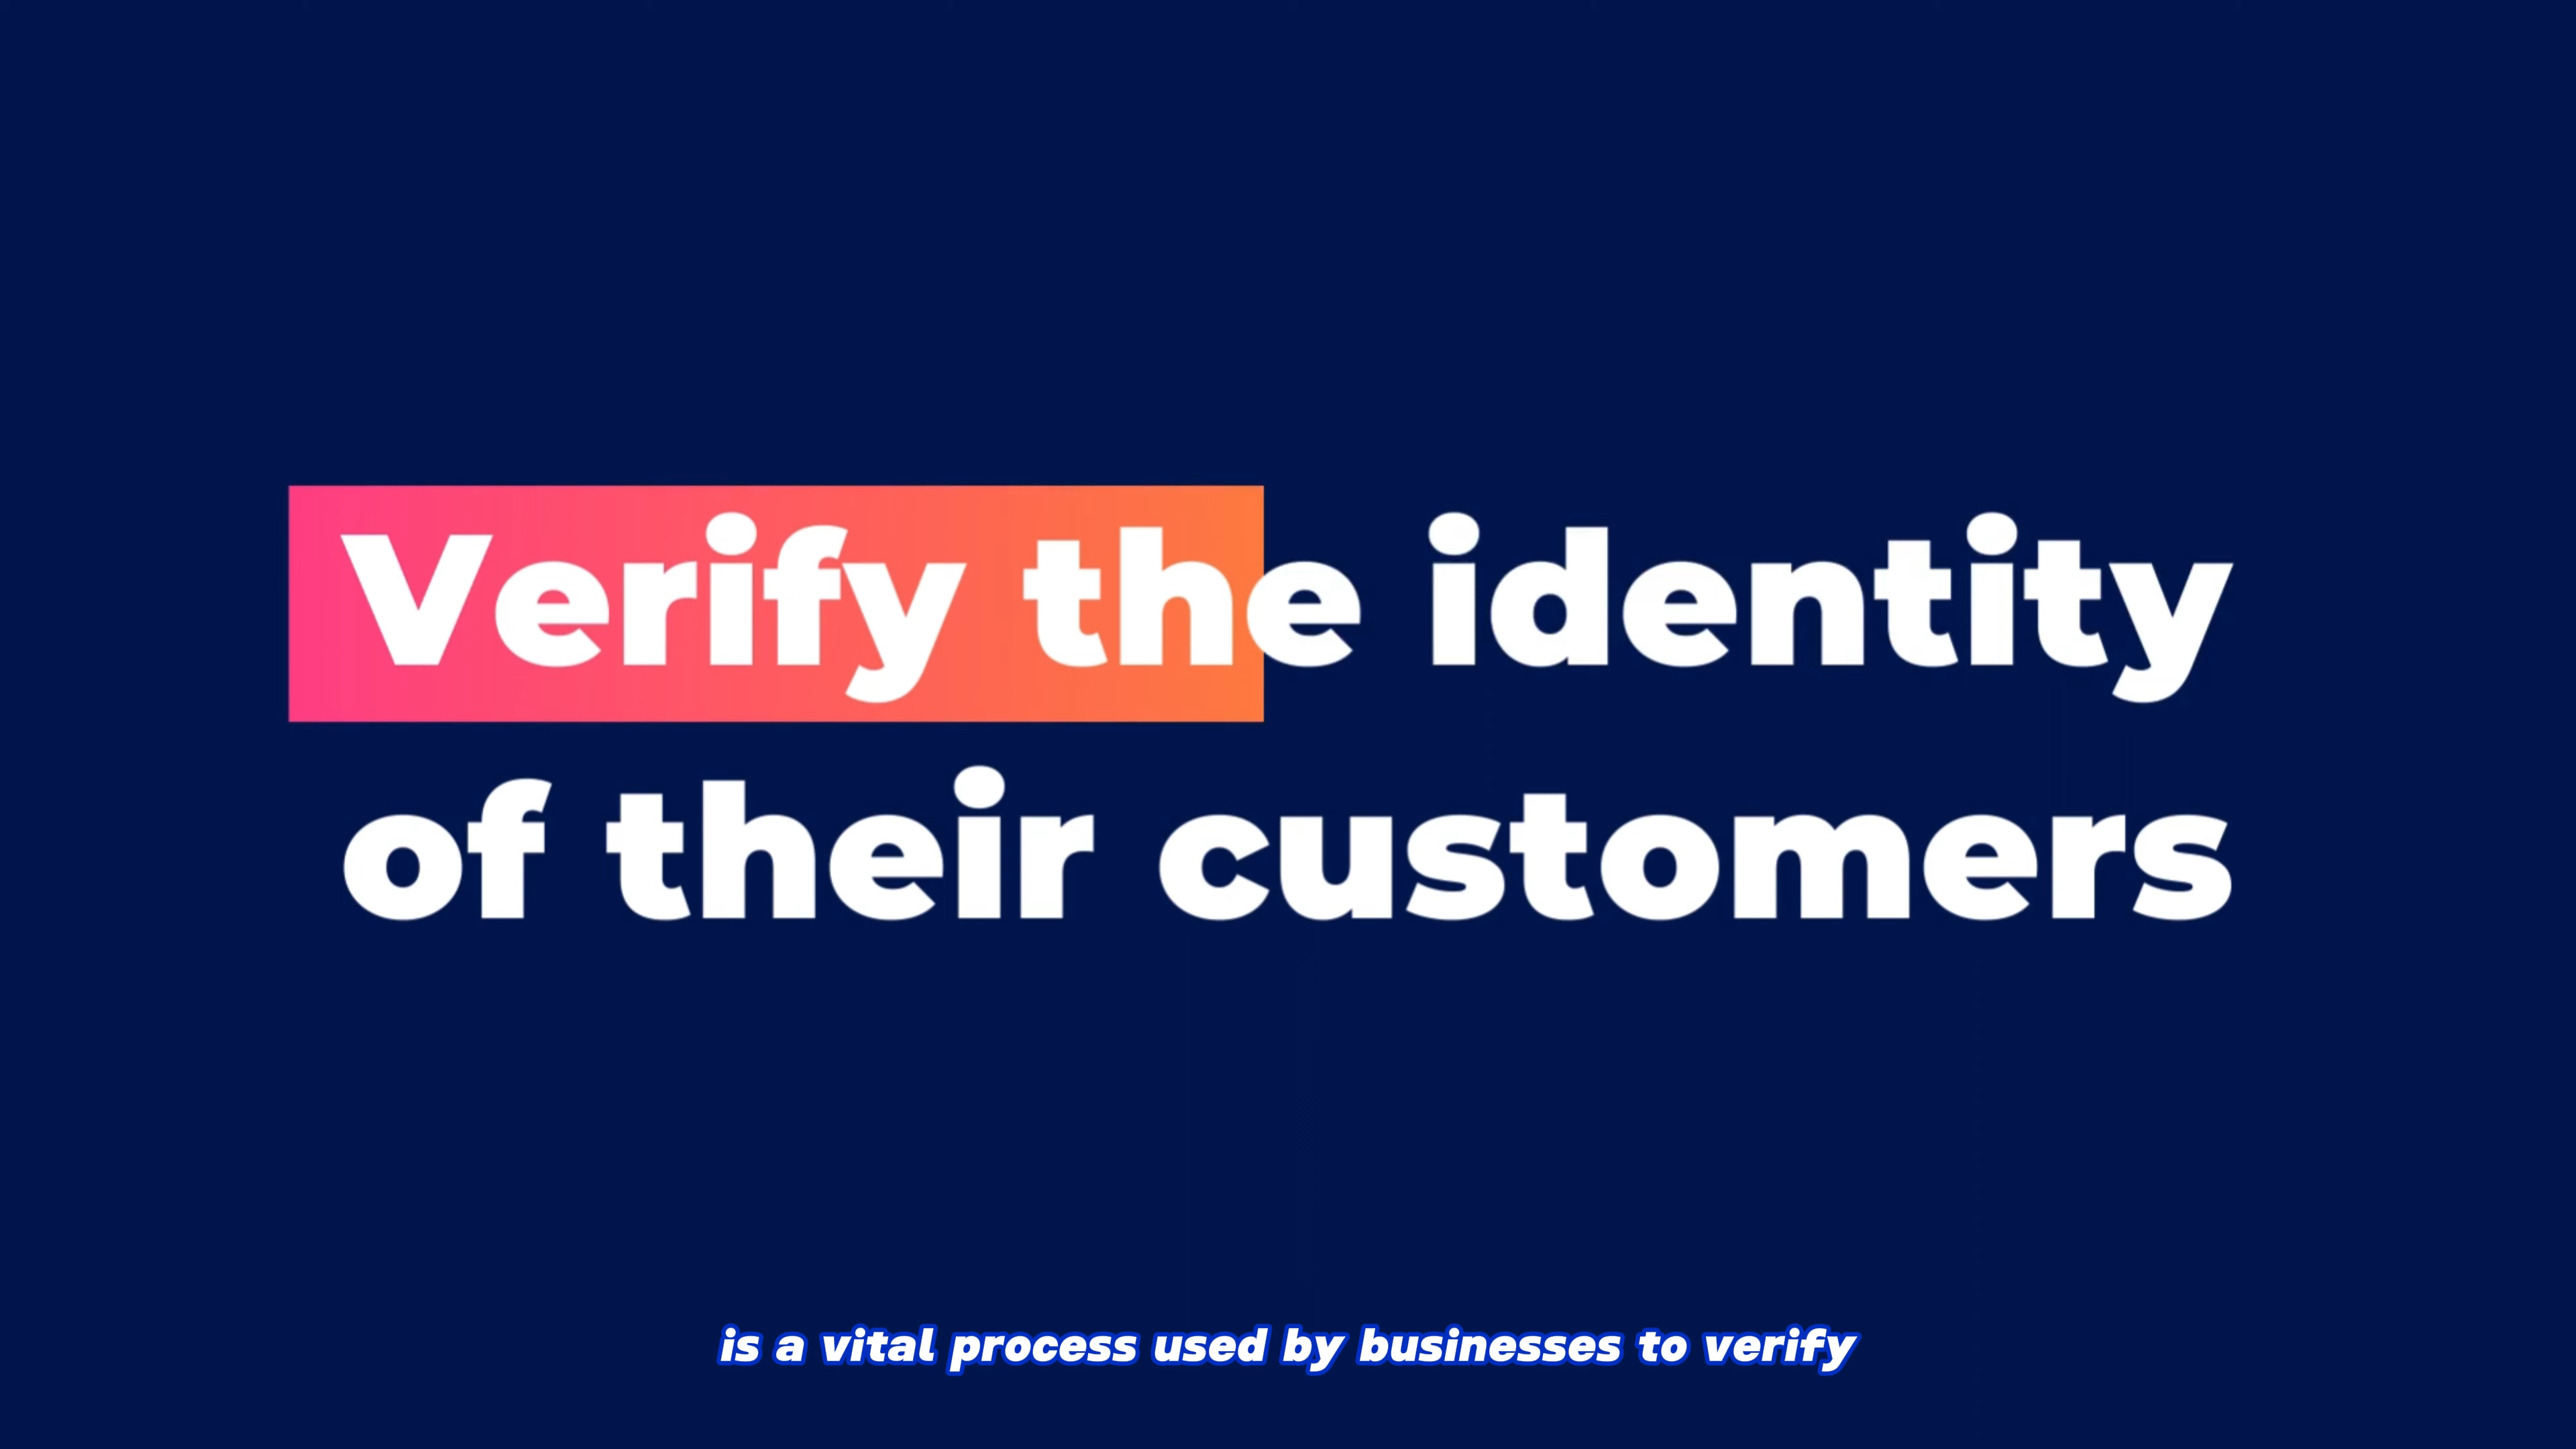 Verify the identity
of their customers
is a vital process used by businesses to verify